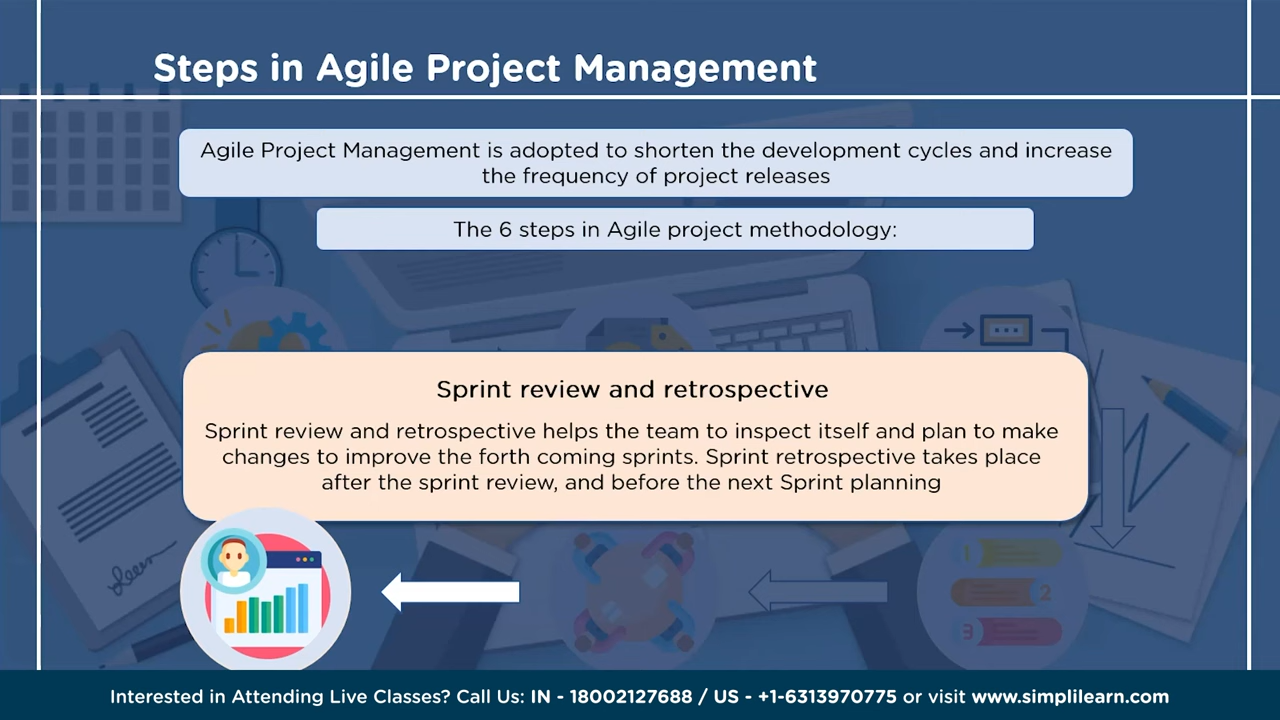 Steps in Agile Project Management
Agile Project Management is adopted to shorten the development cycles and increase
the frequency of project releases
The 6 steps in Agile project methodology:
Sprint review and retrospective
Sprint review and retrospective helps the team to inspect itself and plan to make
changes to improve the forth coming sprints. Sprint retrospective takes place
after the sprint review, and before the next Sprint planning
1
2
3
Interested in Attending Live Classes? Call Us: IN - 18002127688 / US - +1-6313970775 or visit www.simplilearn.com